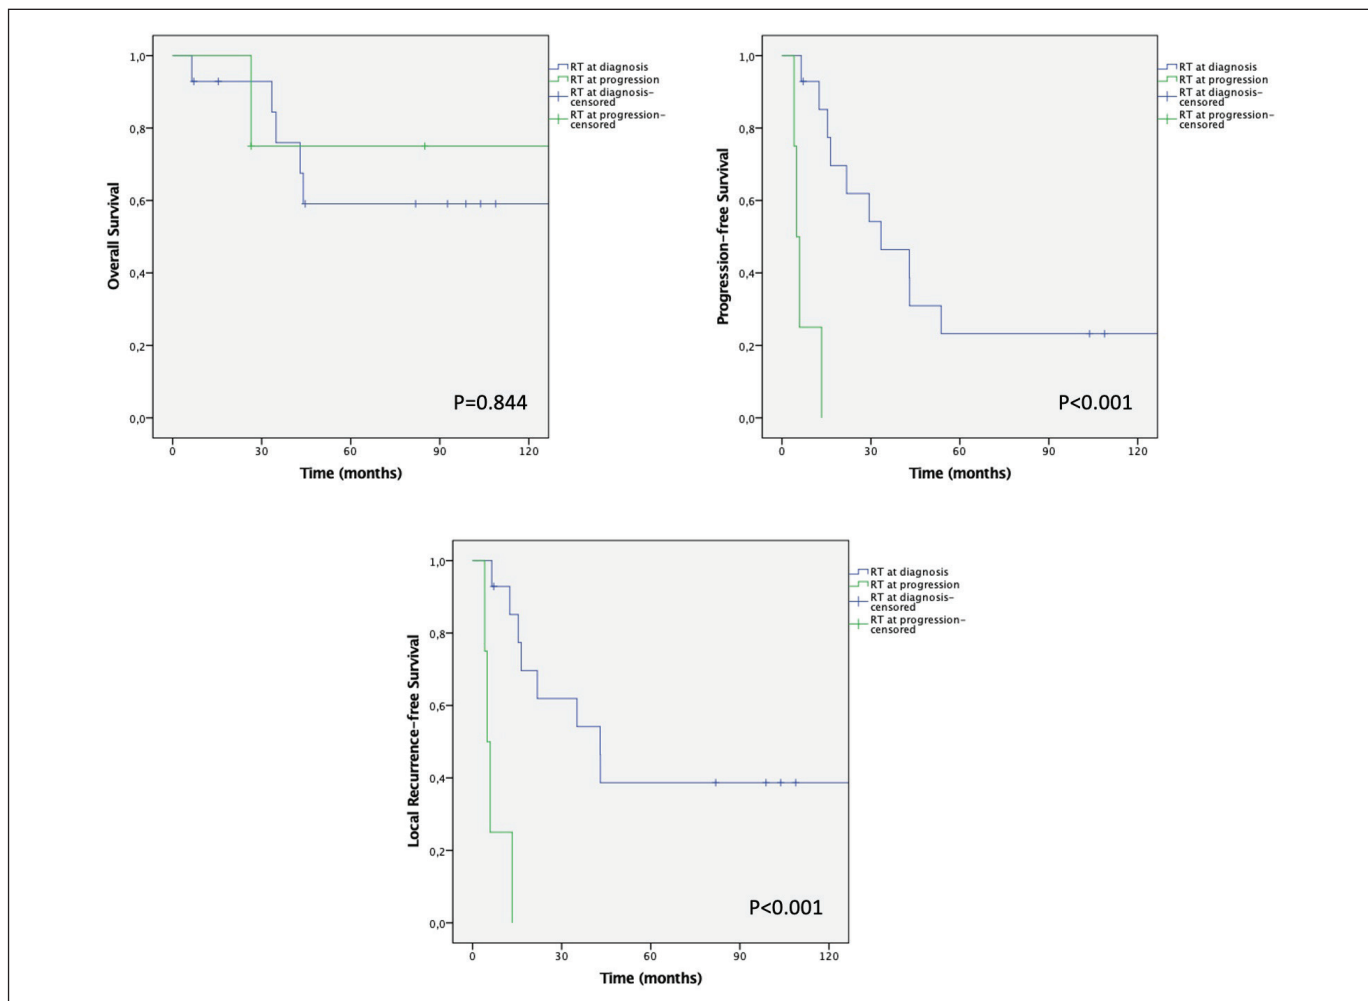 1,0
0,8
0,6
0,4
0,2
0,0
Overall Survival
0 30 60 90 120
Time (months)
P=0.844
RT at diagnosis
RT at progression
RT at diagnosis-
censored
RT at progression-
censored
1,0
0,8
0,6
0,4
0,2
0,0
Progression-free Survival
0 30 60 90 120
Time (months)
P<0.001
RT at diagnosis
RT at progression
RT at diagnosis-
censored
RT at progression-
censored
1,0
0,8
0,6
0,4
0,2
0,0
Local Recurrence-free Survival
0 30 60 90 120
Time (months)
P<0.001
RT at diagnosis
RT at progression
RT at diagnosis-
censored
RT at progression-
censored